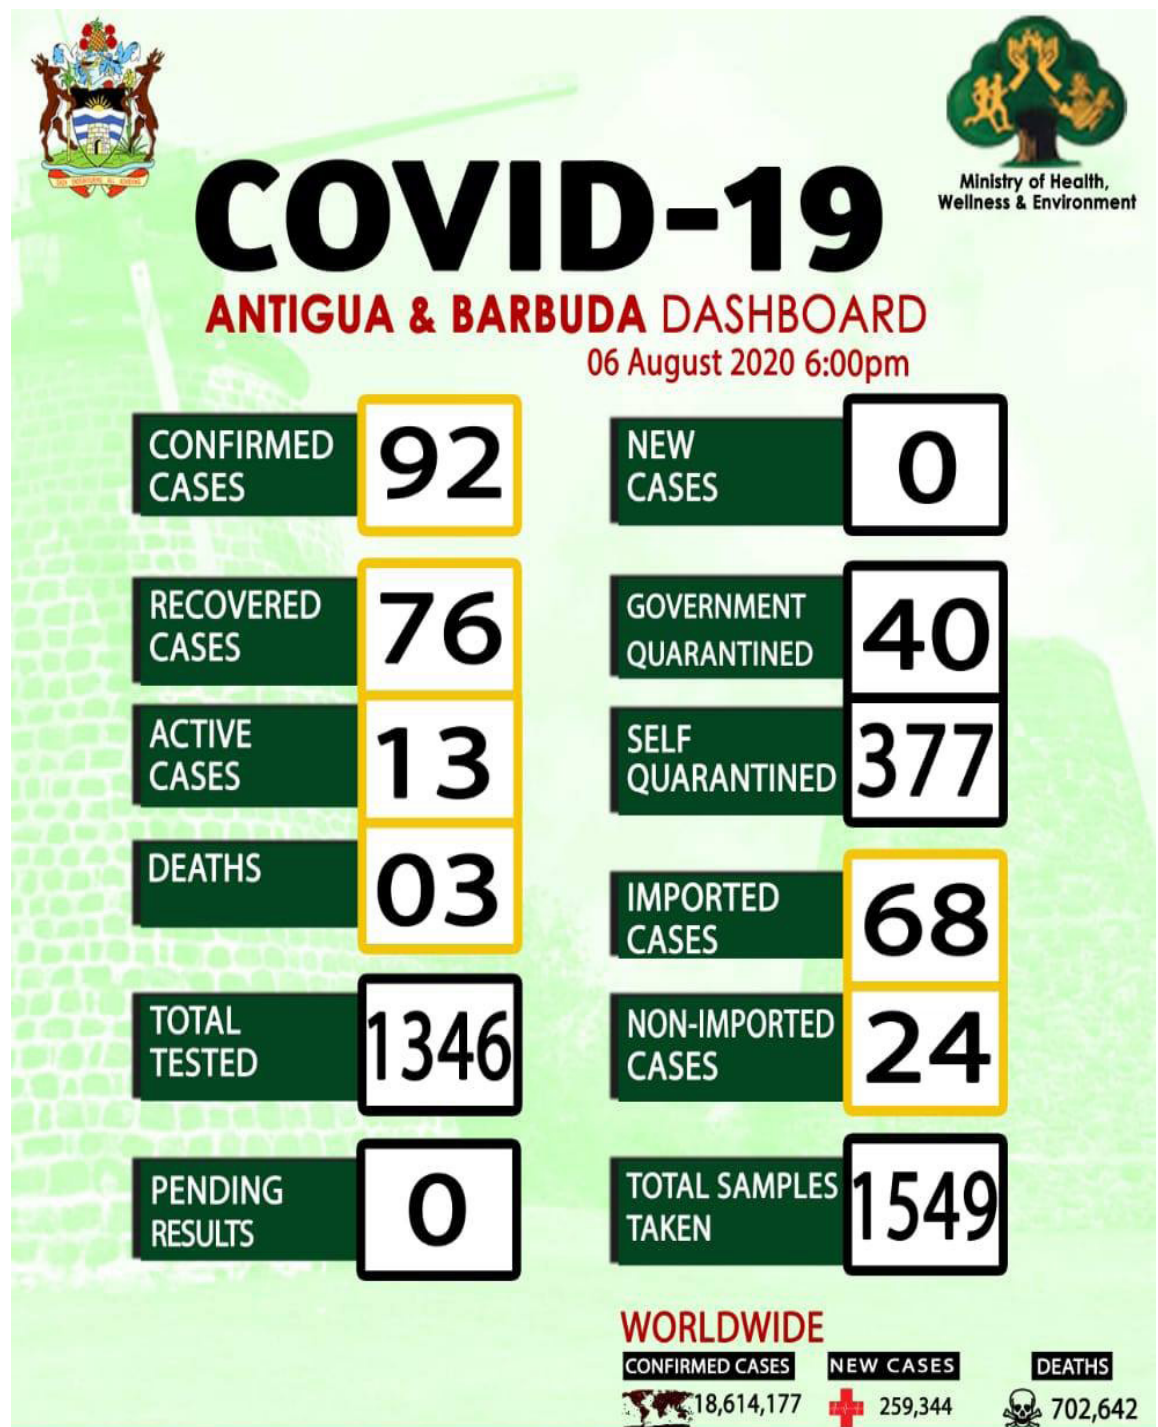 Ministry of Health,
Wellness & Environment
COVID-19
ANTIGUA & BARBUDA DASHBOARD
06 August 2020 6:00pm
CONFIRMED
CASES
92
NEW
CASES
0
RECOVERED
CASES
76
GOVERNMENT
QUARANTINED
40
ACTIVE
CASES
13
SELF
QUARANTINED
377
DEATHS
03
IMPORTED
CASES
68
TOTAL
TESTED
1346
NON-IMPORTED
CASES
24
PENDING
RESULTS
0
TOTAL SAMPLES
TAKEN
1549
WORLDWIDE
CONFIRMED CASES
18,614,177
NEW CASES
259,344
DEATHS
702,642